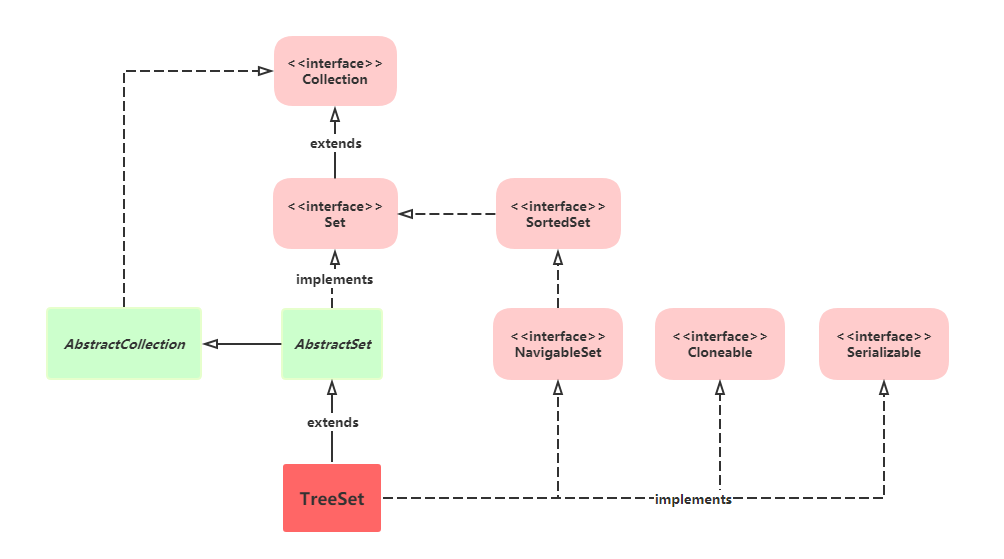 <<interface>>
Collection
extends
<<interface>>
Set
<<interface>>
SortedSet
implements
AbstractCollection
AbstractSet
<<interface>>
NavigableSet
<<interface>>
Cloneable
<<interface>>
Serializable
extends
TreeSet
implements